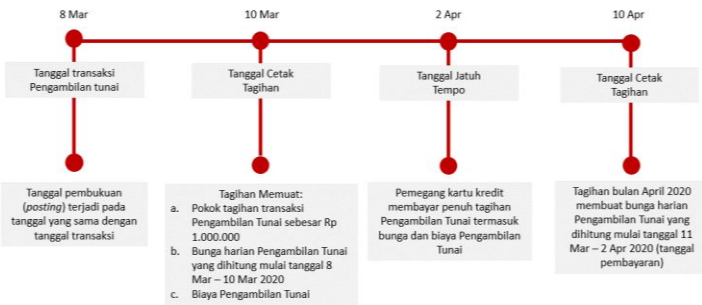 8 Mar
10 Mar
2 Apr
10 Apr
Tanggal transaksi
Pengambilan tunai
Tanggal Cetak
Tagihan
Tanggal Jatuh
Tempo
Tanggal Cetak
Tagihan
Tanggal pembukuan
(posting) terjadi pada
tanggal yang sama dengan
tanggal transaksi
Tagihan Memuat:
a. Pokok tagihan transaksi
Pengambilan Tunai sebesar Rp
1.000.000
b. Bunga harian Pengambilan Tunai
yang dihitung mulai tanggal 8
Mar – 10 Mar 2020
c. Biaya Pengambilan Tunai
Pemegang kartu kredit
membayar penuh tagihan
Pengambilan Tunai termasuk
bunga dan biaya Pengambilan
Tunai
Tagihan bulan April 2020
membuat bunga harian
Pengambilan Tunai yang
dihitung mulai tanggal 11
Mar – 2 Apr 2020 (tanggal
pembayaran)